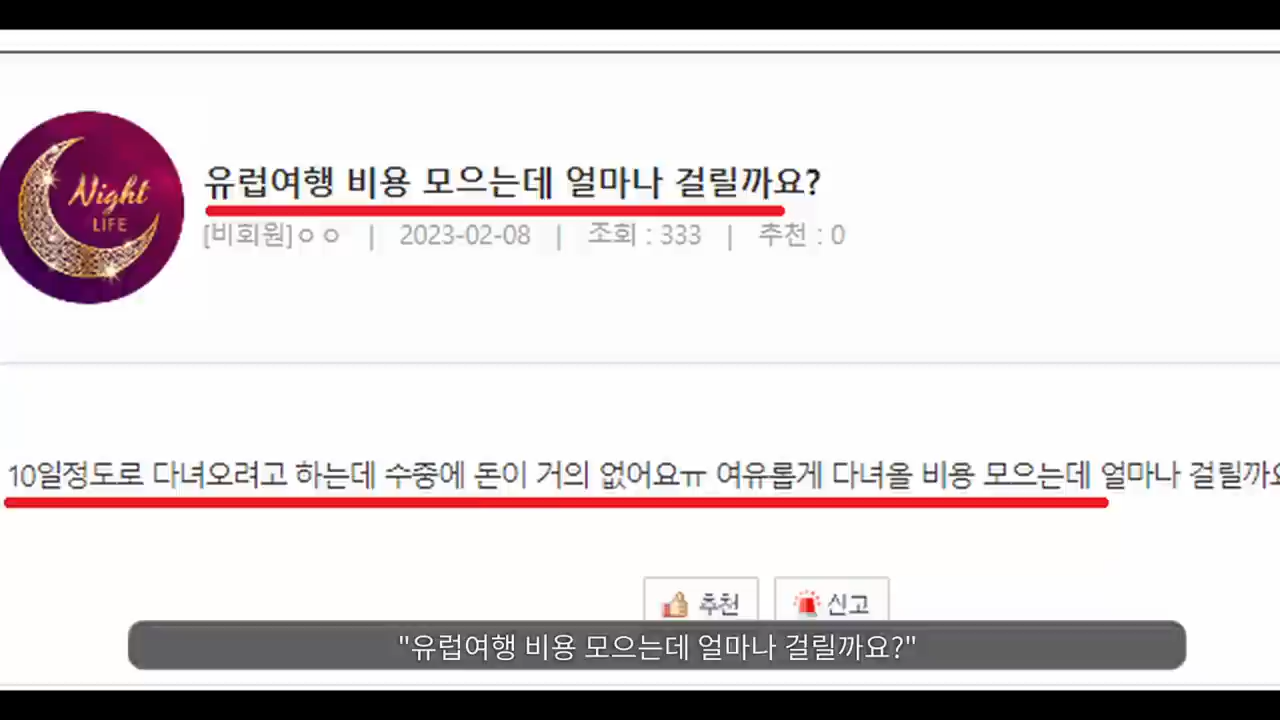 Night
LIFE
유럽여행 비용 모으는데 얼마나 걸릴까요?
[비회원]ㅇㅇ | 2023-02-08 | 조회 : 333 | 추천 : 0
10일정도로 다녀오려고 하는데 수중에 돈이 거의 없어요ㅠ 여유롭게 다녀올 비용 모으는데 얼마나 걸릴까요
추천 신고
"유럽여행 비용 모으는데 얼마나 걸릴까요?"